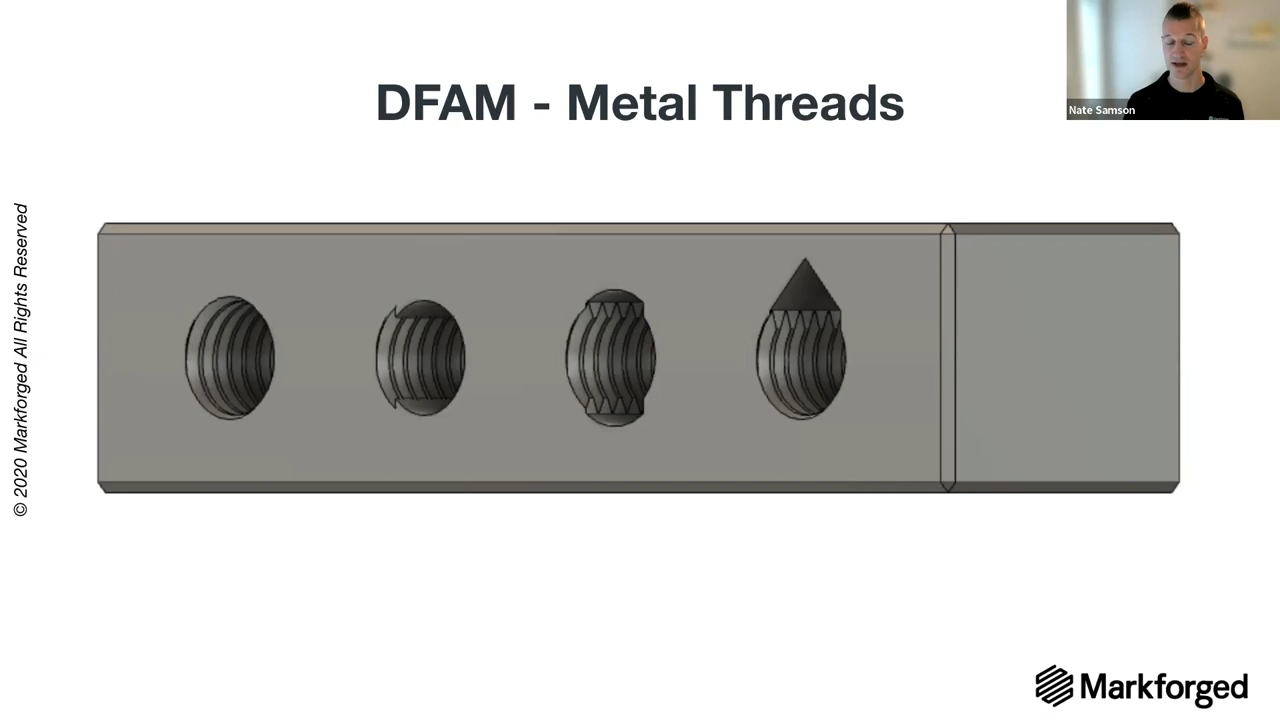 DFAM - Metal Threads
Nate Samson
© 2020 Markforged All Rights Reserved
Markforged